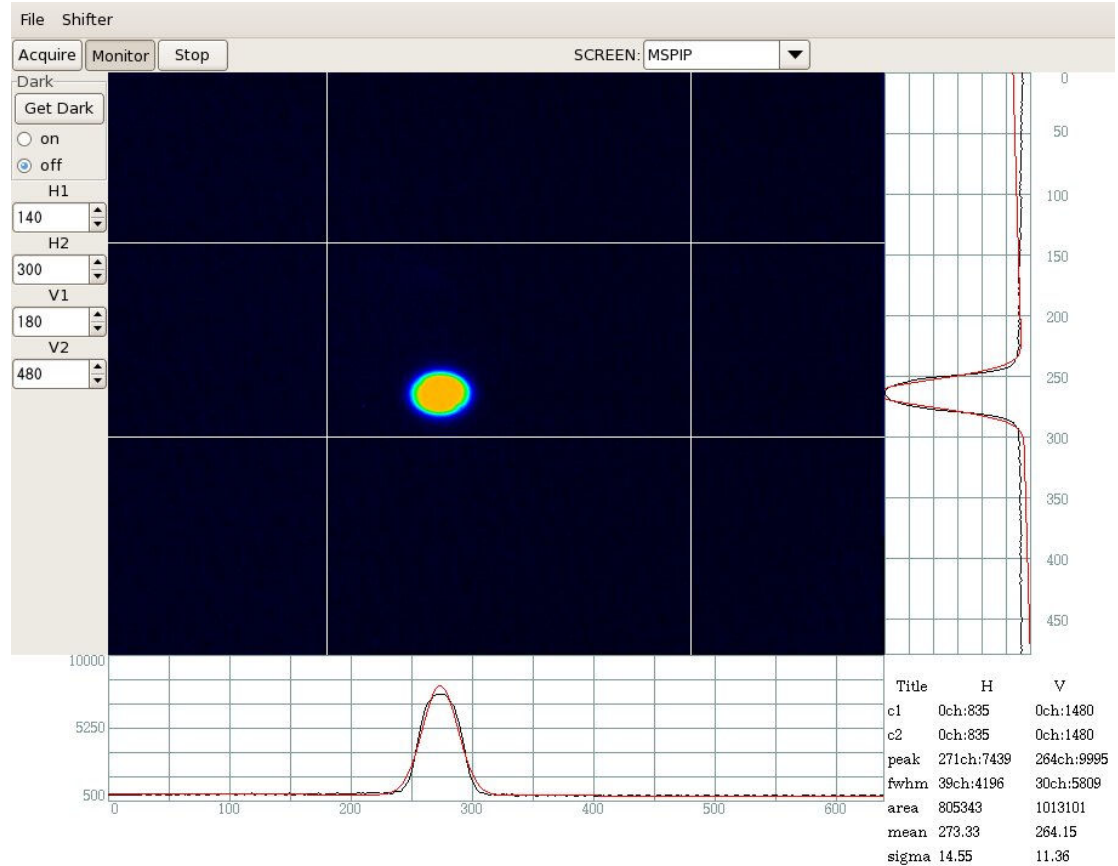 File Shifter
Acquire Monitor Stop SCREEN: MSPIP
Dark
Get Dark
on
off
H1
140
H2
300
V1
180
V2
480
0
50
100
150
200
250
300
350
400
450
10000
5250
500
0 100 200 300 400 500 600
Title H V
c1 0ch:835 0ch:1480
c2 0ch:835 0ch:1480
peak 271ch:7439 264ch:9995
fwhm 39ch:4196 30ch:5809
area 805343 1013101
mean 273.33 264.15
sigma 14.55 11.36